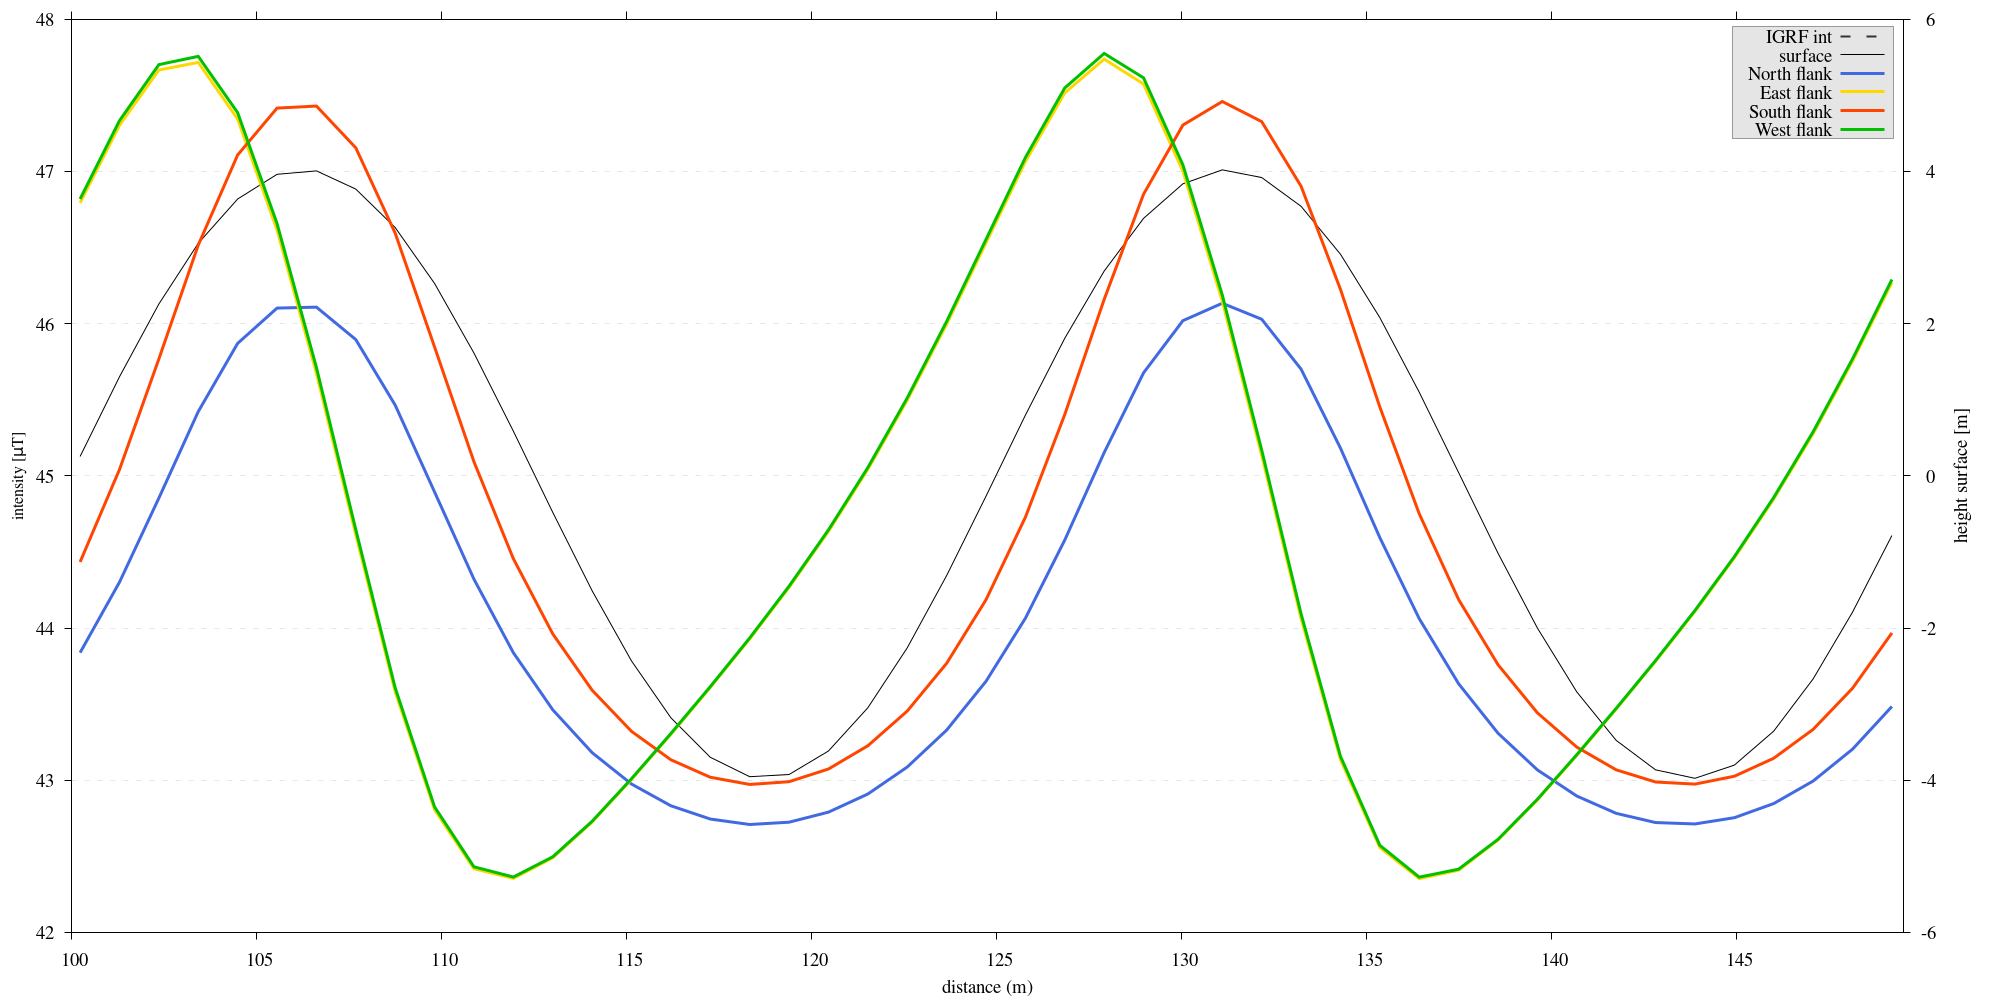 48
47
46
45
44
43
42
6
4
2
0
-2
-4
-6
IGRF int
surface
North flank
East flank
South flank
West flank
intensity [µT]
height surface [m]
100 105 110 115 120 125 130 135 140 145
distance (m)